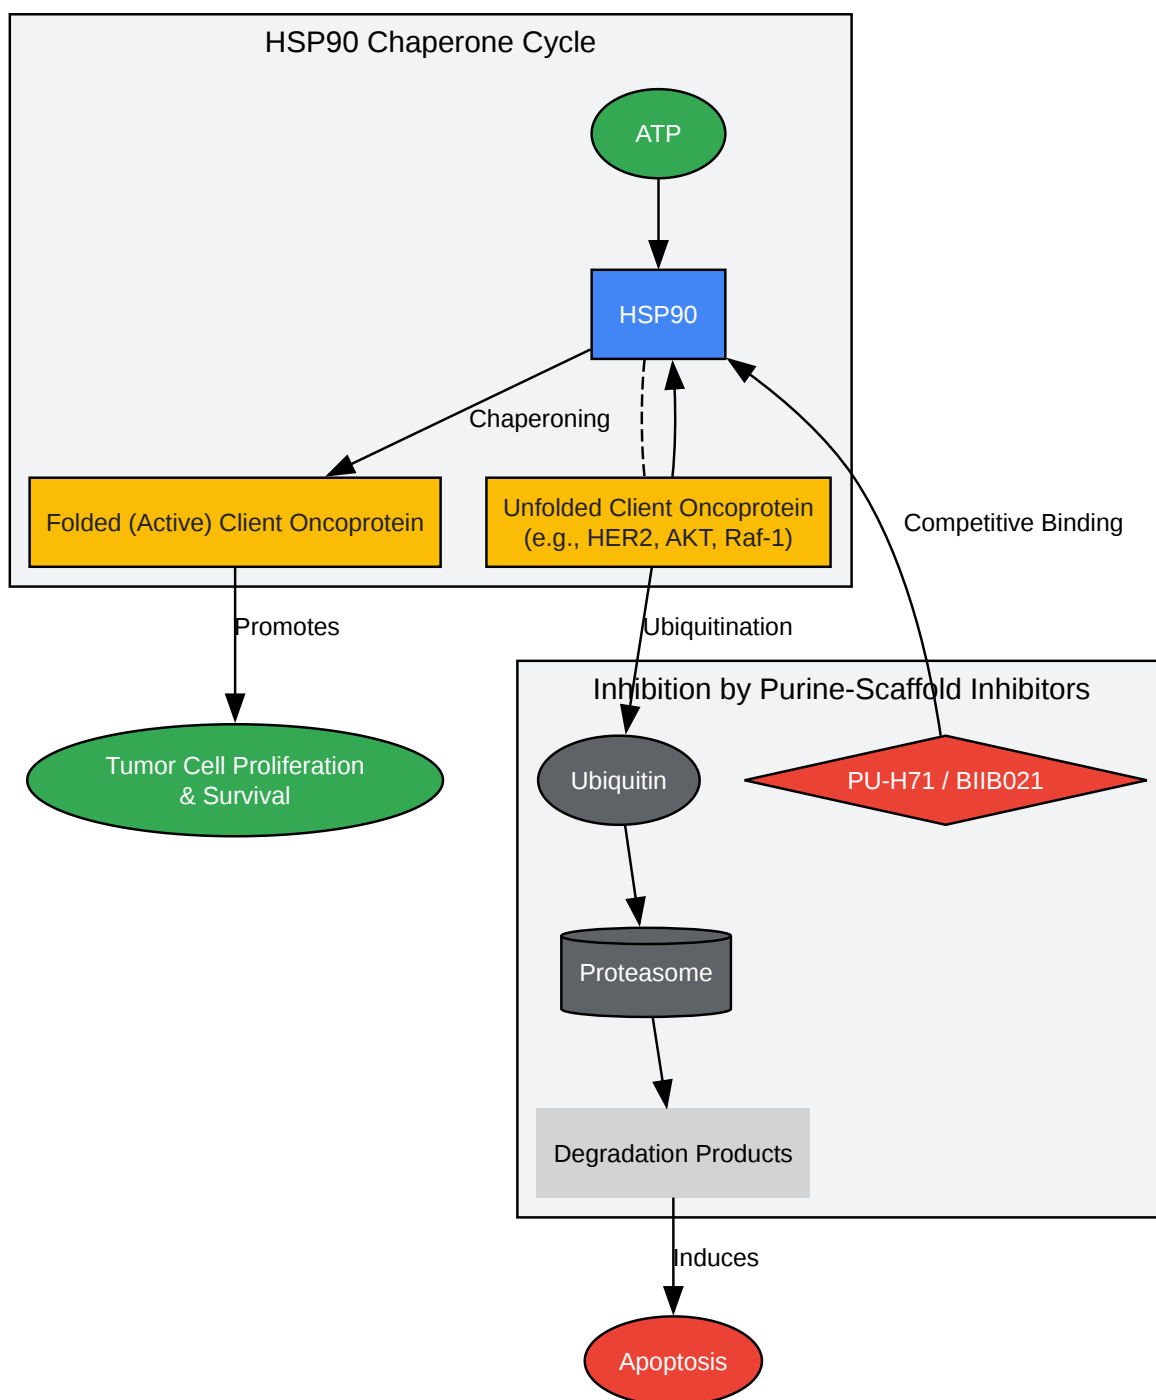 HSP90 Chaperone Cycle
ATP
HSP90
Chaperoning
Folded (Active) Client Oncoprotein
Unfolded Client Oncoprotein
(e.g., HER2, AKT, Raf-1)
Competitive Binding
Promotes
Ubiquitination
Inhibition by Purine-Scaffold Inhibitors
Tumor Cell Proliferation
& Survival
Ubiquitin
PU-H71 / BIIB021
Proteasome
Degradation Products
Induces
Apoptosis